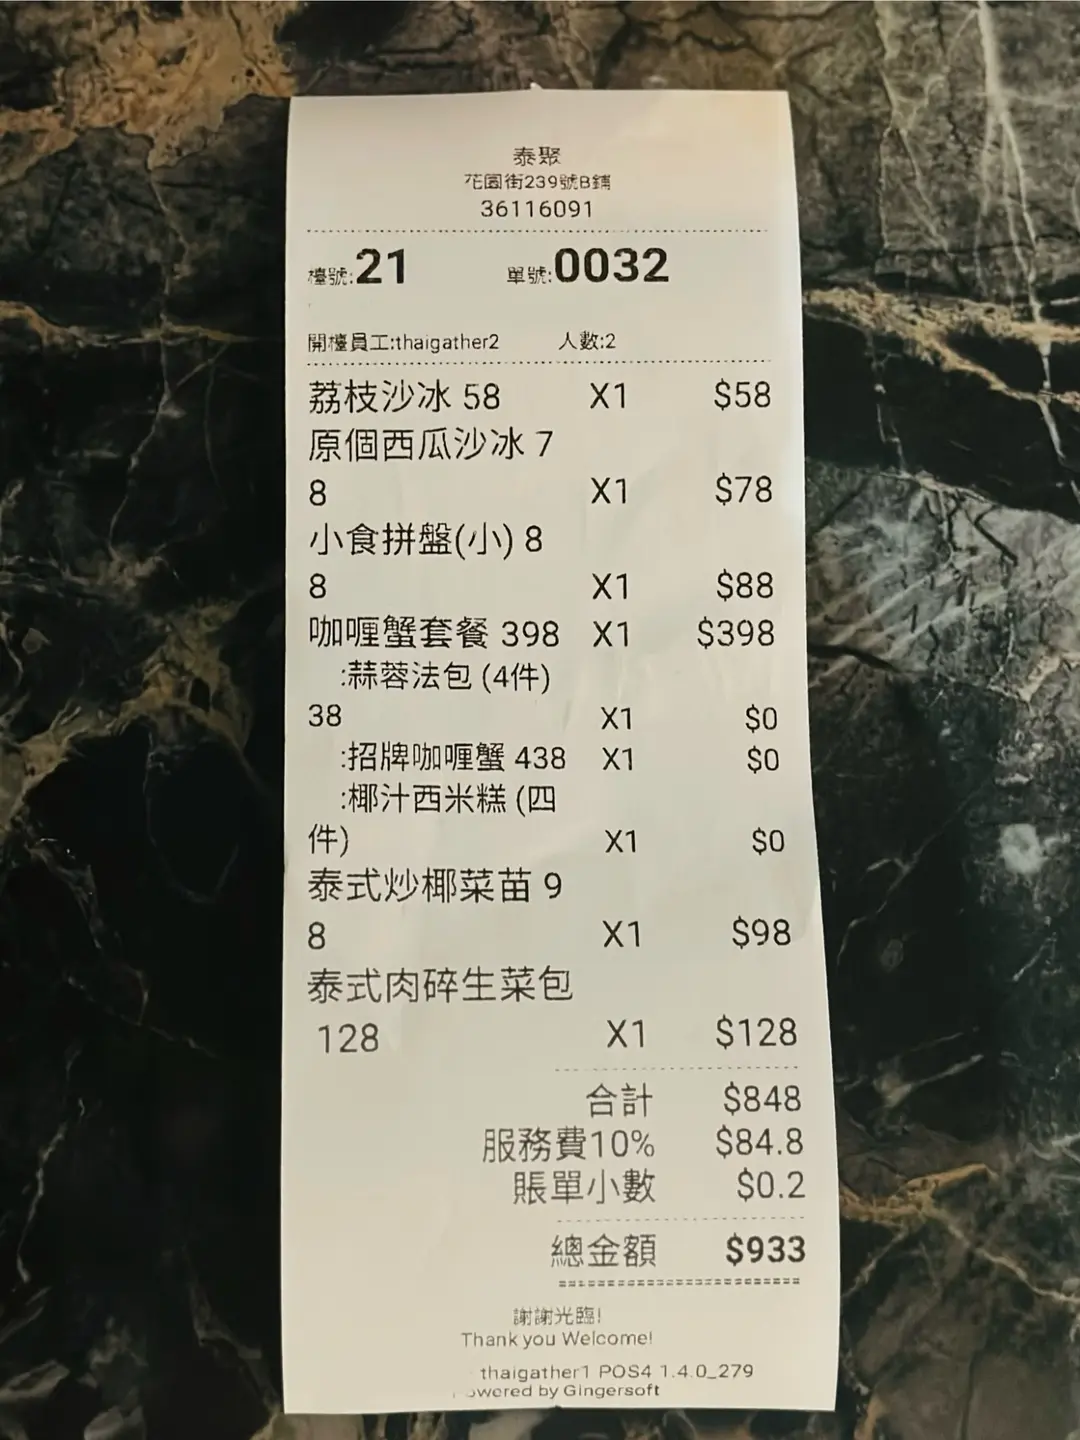 泰聚
花園街239號B鋪
36116091
檯號:21 單號:0032
開檯員工:thaigather2 人數:2
荔枝沙冰 58 X1 $58
原個西瓜沙冰 7
8 X1 $78
小食拼盤(小) 8
8 X1 $88
咖喱蟹套餐 398 X1 $398
:蒜蓉法包 (4件)
38 X1 $0
:招牌咖喱蟹 438 X1 $0
:椰汁西米糕 (四
件) X1 $0
泰式炒椰菜苗 9
8 X1 $98
泰式肉碎生菜包
128 X1 $128
合計 $848
服務費10% $84.8
賬單小數 $0.2
總金額 $933
謝謝光臨!
Thank you Welcome!
thaigather1 POS4 1.4.0_279
Powered by Gingersoft